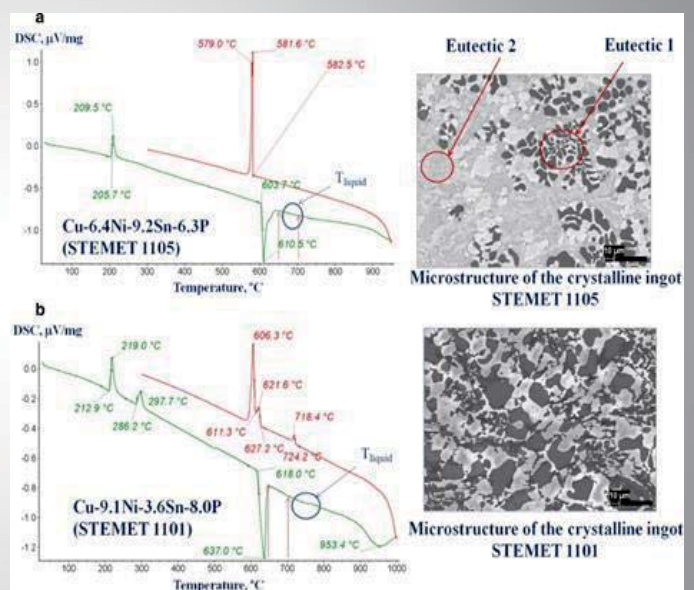 a
DSC, μV/mg
579.0 °C
581.6 °C
582.5 °C
209.5 °C
205.7 °C
603.7 °C
T liquid
610.5 °C
1.0
0.5
0.0
-0.5
-1.0
Cu-6.4Ni-9.2Sn-6.3P
(STEMET 1105)
100 200 300 400 500 600 700 800 900
Temperature, °C
Eutectic 2
Eutectic 1
10 μm
Microstructure of the crystalline ingot
STEMET 1105
b
DSC, μV/mg
219.0 °C
606.3 °C
212.9 °C
297.7 °C
286.2 °C
621.6 °C
611.3 °C
627.2 °C
718.4 °C
724.2 °C
618.0 °C
T liquid
637.0 °C
953.4 °C
0.0
-0.2
-0.4
-0.6
-0.8
-1.0
-1.2
Cu-9.1Ni-3.6Sn-8.0P
(STEMET 1101)
100 200 300 400 500 600 700 800 900 1000
Temperature, °C
10 μm
Microstructure of the crystalline ingot
STEMET 1101